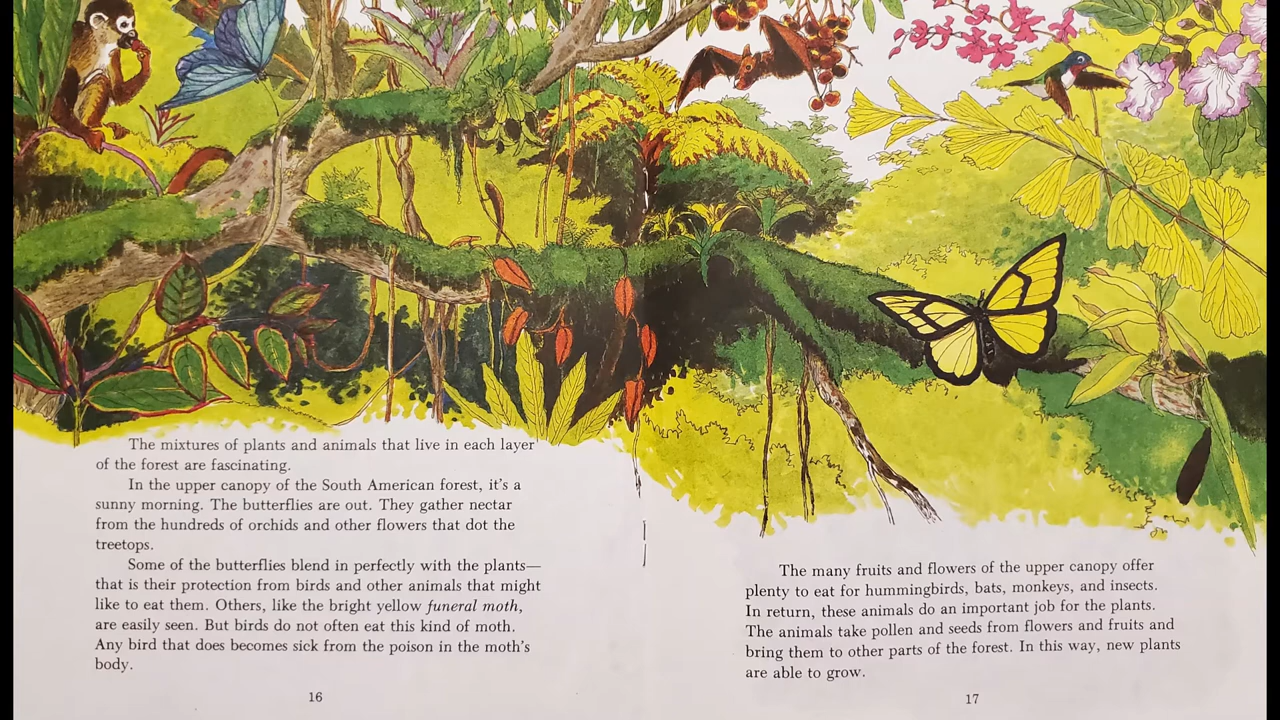 The mixtures of plants and animals that live in each layer
of the forest are fascinating.
In the upper canopy of the South American forest, it's a
sunny morning. The butterflies are out. They gather nectar
from the hundreds of orchids and other flowers that dot the
treetops.
Some of the butterflies blend in perfectly with the plants—
that is their protection from birds and other animals that might
like to eat them. Others, like the bright yellow funeral moth,
are easily seen. But birds do not often eat this kind of moth.
Any bird that does becomes sick from the poison in the moth's
body.
16
The many fruits and flowers of the upper canopy offer
plenty to eat for hummingbirds, bats, monkeys, and insects.
In return, these animals do an important job for the plants.
The animals take pollen and seeds from flowers and fruits and
bring them to other parts of the forest. In this way, new plants
are able to grow.
17